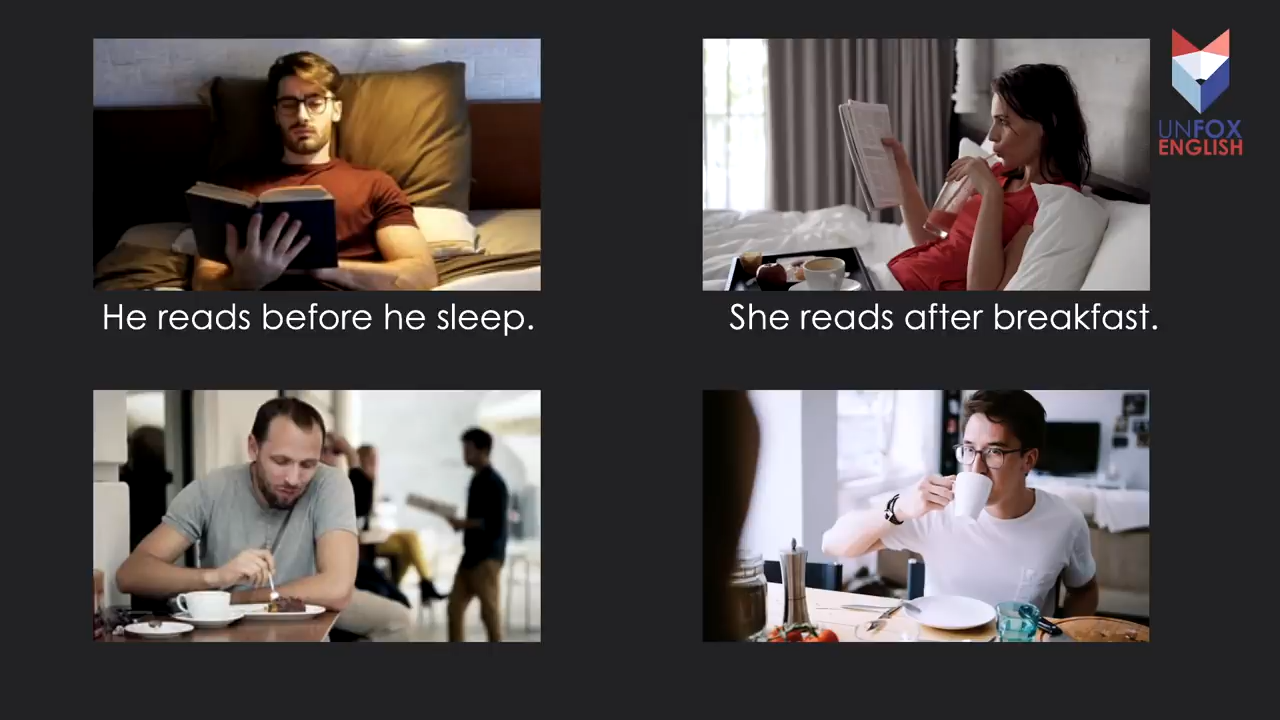 UNFOX
ENGLISH
He reads before he sleep.
She reads after breakfast.